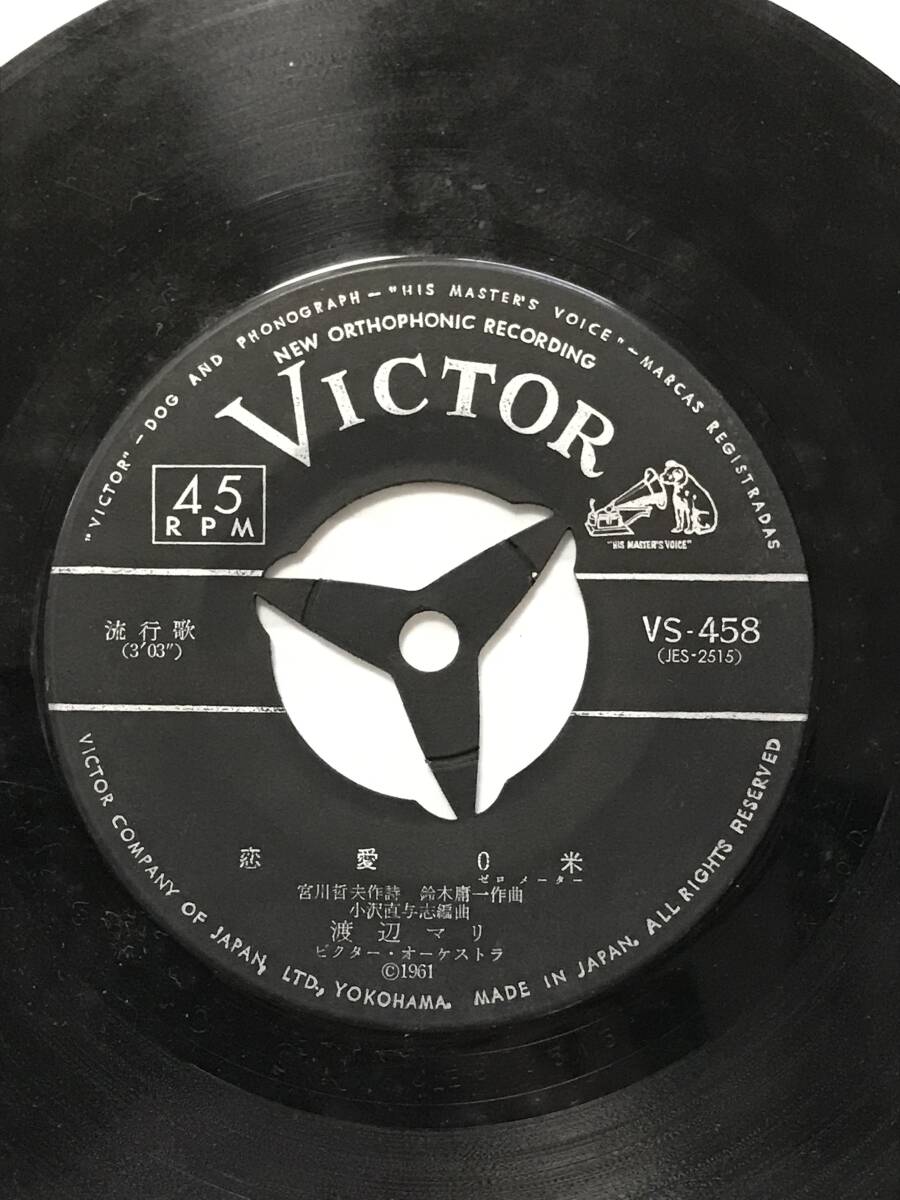 "VICTOR" – DOG AND PHONOGRAPH – "HIS MASTER'S VOICE" – MARCAS REGISTRADAS
NEW ORTHOPHONIC RECORDING
VICTOR
45
RPM
"HIS MASTER'S VOICE"
流行歌
(3′03″)
VS-458
(JES-2515)
恋愛0米
ゼロメーター
宮川哲夫作詩 鈴木庸一作曲
小沢直与志編曲
渡辺マリ
ビクター・オーケストラ
©1961
VICTOR COMPANY OF JAPAN, LTD., YOKOHAMA. MADE IN JAPAN. ALL RIGHTS RESERVED